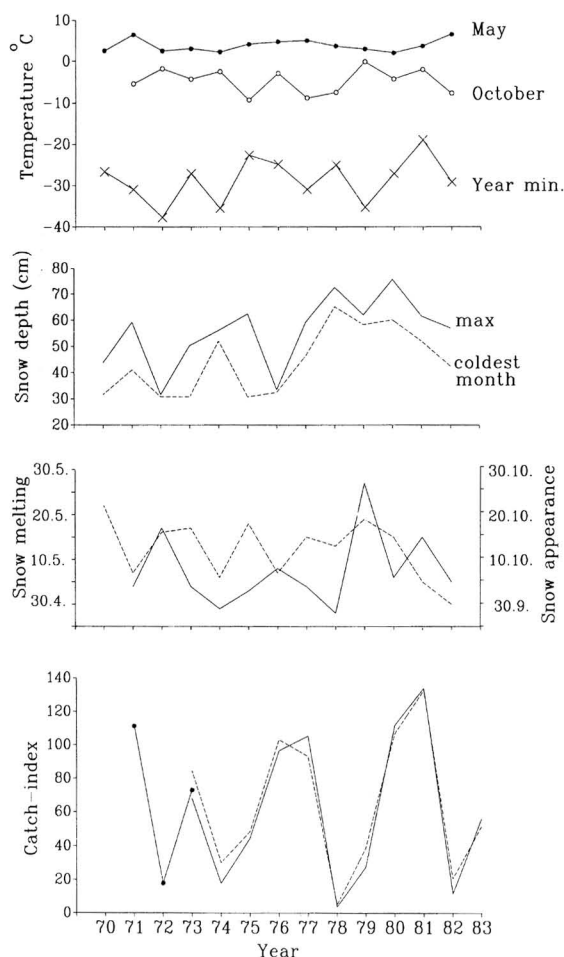 Temperature °C
10
0
-10
-20
-30
-40
May
October
Year min.
Snow depth (cm)
80
70
60
50
40
30
20
max
coldest
month
Snow melting
30.5.
20.5.
10.5.
30.4.
30.10.
20.10.
10.10.
30.9.
Snow appearance
Catch-index
140
120
100
80
60
40
20
0
70 71 72 73 74 75 76 77 78 79 80 81 82 83
Year